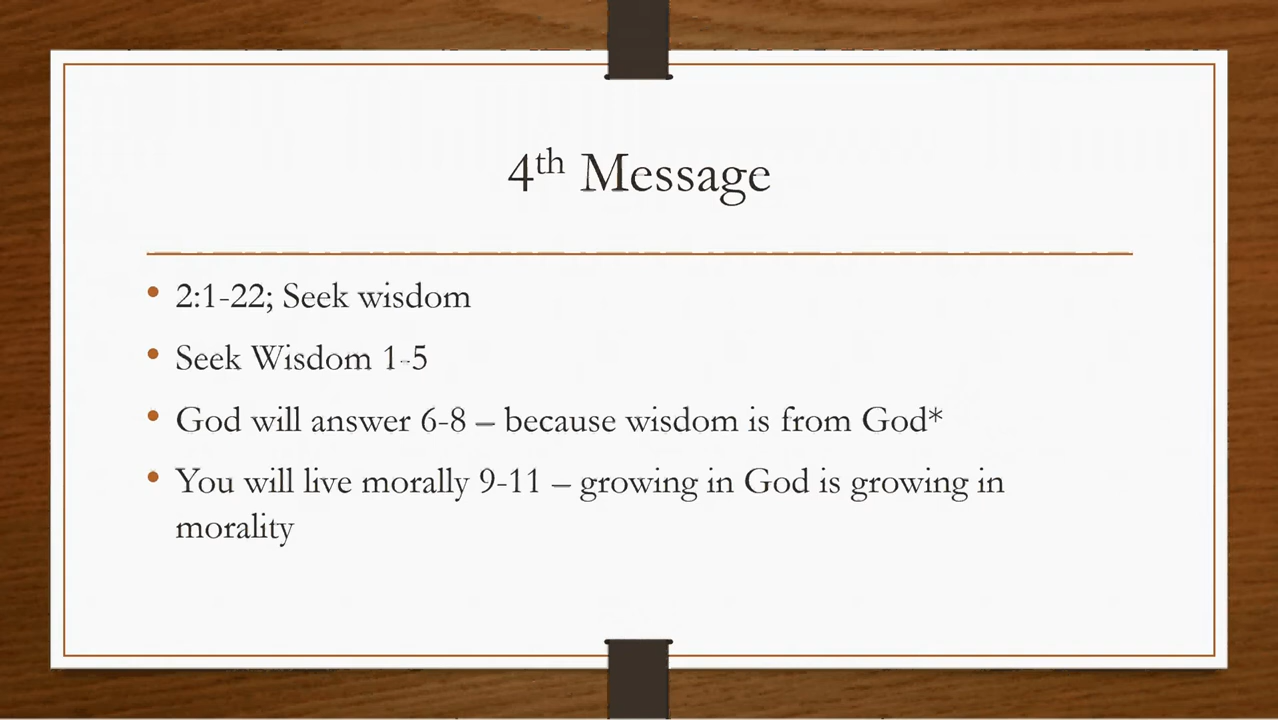 4th Message
• 2:1-22; Seek wisdom
• Seek Wisdom 1-5
• God will answer 6-8 – because wisdom is from God*
• You will live morally 9-11 – growing in God is growing in
morality